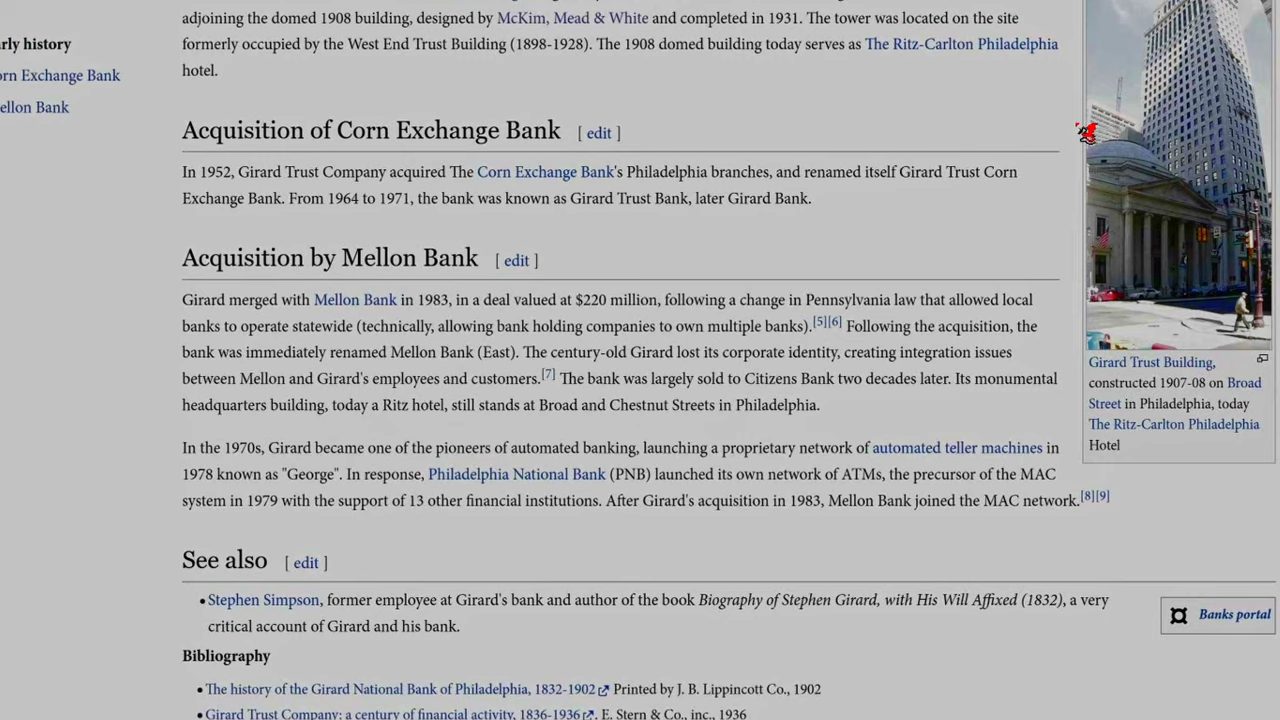 adjoining the domed 1908 building, designed by McKim, Mead & White and completed in 1931. The tower was located on the site
formerly occupied by the West End Trust Building (1898-1928). The 1908 domed building today serves as The Ritz-Carlton Philadelphia
hotel.
rly history
orn Exchange Bank
ellon Bank
Acquisition of Corn Exchange Bank [ edit ]
In 1952, Girard Trust Company acquired The Corn Exchange Bank's Philadelphia branches, and renamed itself Girard Trust Corn
Exchange Bank. From 1964 to 1971, the bank was known as Girard Trust Bank, later Girard Bank.
Acquisition by Mellon Bank [ edit ]
Girard merged with Mellon Bank in 1983, in a deal valued at $220 million, following a change in Pennsylvania law that allowed local
banks to operate statewide (technically, allowing bank holding companies to own multiple banks).[5][6] Following the acquisition, the
bank was immediately renamed Mellon Bank (East). The century-old Girard lost its corporate identity, creating integration issues
between Mellon and Girard's employees and customers.[7] The bank was largely sold to Citizens Bank two decades later. Its monumental
headquarters building, today a Ritz hotel, still stands at Broad and Chestnut Streets in Philadelphia.
In the 1970s, Girard became one of the pioneers of automated banking, launching a proprietary network of automated teller machines in
1978 known as "George". In response, Philadelphia National Bank (PNB) launched its own network of ATMs, the precursor of the MAC
system in 1979 with the support of 13 other financial institutions. After Girard's acquisition in 1983, Mellon Bank joined the MAC network.[8][9]
Girard Trust Building,
constructed 1907-08 on Broad
Street in Philadelphia, today
The Ritz-Carlton Philadelphia
Hotel
See also [ edit ]
• Stephen Simpson, former employee at Girard's bank and author of the book Biography of Stephen Girard, with His Will Affixed (1832), a very
critical account of Girard and his bank.
Banks portal
Bibliography
• The history of the Girard National Bank of Philadelphia, 1832-1902 Printed by J. B. Lippincott Co., 1902
• Girard Trust Company: a century of financial activity, 1836-1936, E. Stern & Co., inc., 1936